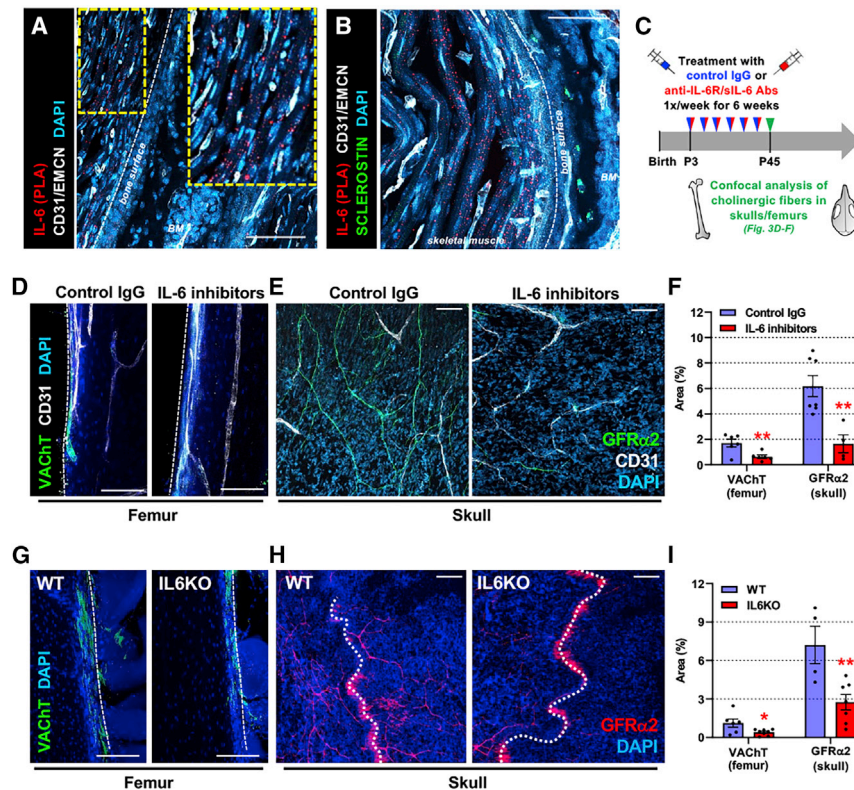 A
IL-6 (PLA)
CD31/EMCN DAPI
bone surface
BM
B
IL-6 (PLA) CD31/EMCN
SCLEROSTIN DAPI
bone surface
BM
skeletal muscle
C
Treatment with
control IgG or
anti-IL-6R/sIL-6 Abs
1x/week for 6 weeks
Birth P3 P45
Confocal analysis of
cholinergic fibers in
skulls/femurs
(Fig. 3D-F)
D
Control IgG IL-6 inhibitors
VAChT CD31 DAPI
Femur
E
Control IgG IL-6 inhibitors
GFRα2
CD31
DAPI
Skull
F
Control IgG
IL-6 inhibitors
Area (%)
12
10
8
6
4
2
0
**
**
VAChT GFRα2
(femur) (skull)
G
WT IL6KO
VAChT DAPI
Femur
H
WT IL6KO
GFRα2
DAPI
Skull
I
WT
IL6KO
Area (%)
12
9
6
3
0
*
**
VAChT GFRα2
(femur) (skull)